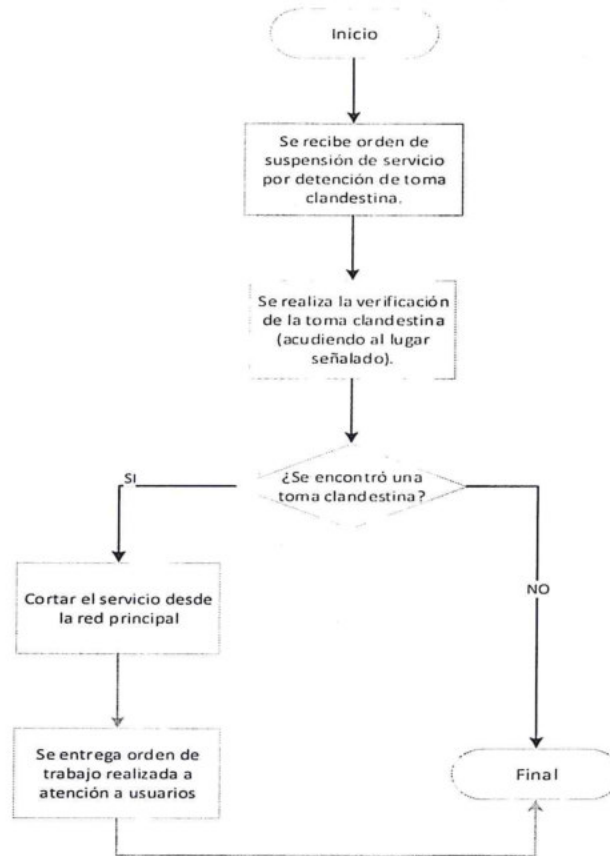 Inicio
Se recibe orden de
suspensión de servicio
por detención de toma
clandestina.
Se realiza la verificación
de la toma clandestina
(acudiendo al lugar
señalado).
¿Se encontró una
toma clandestina?
SI
NO
Cortar el servicio desde
la red principal
Se entrega orden de
trabajo realizada a
atención a usuarios
Final